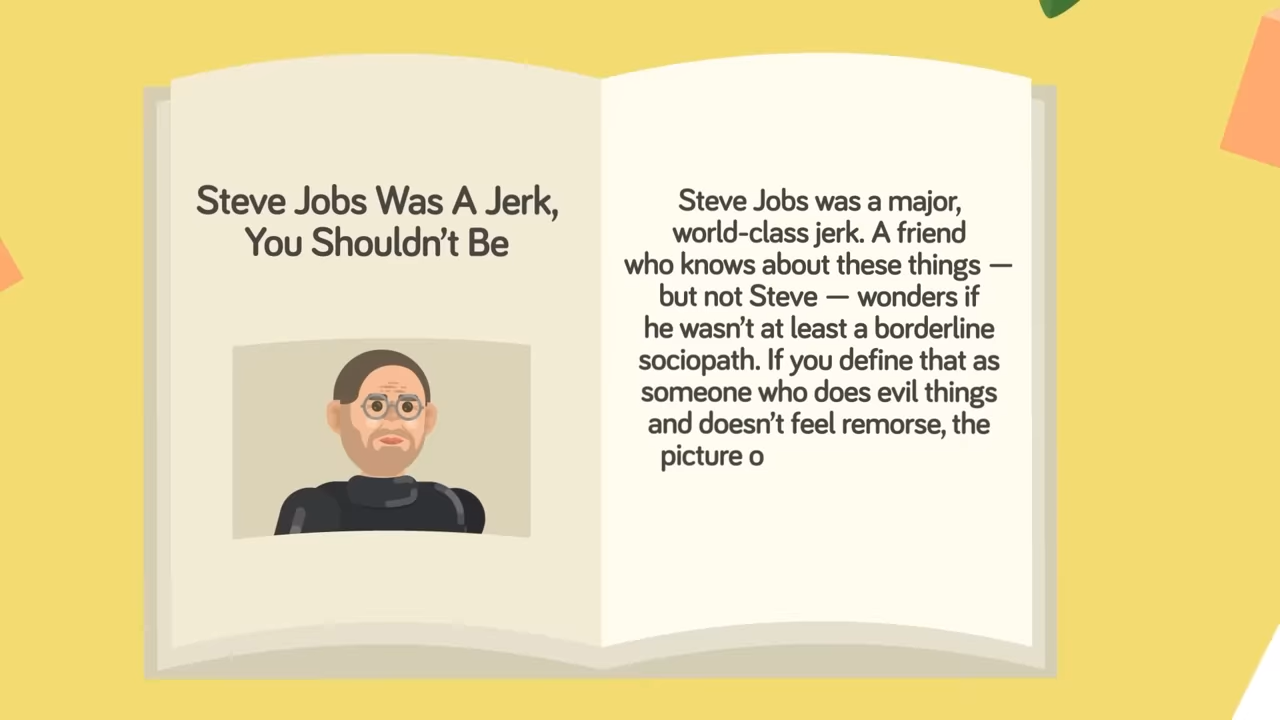 Steve Jobs Was A Jerk,
You Shouldn't Be
Steve Jobs was a major,
world-class jerk. A friend
who knows about these things —
but not Steve — wonders if
he wasn't at least a borderline
sociopath. If you define that as
someone who does evil things
and doesn't feel remorse, the
picture o